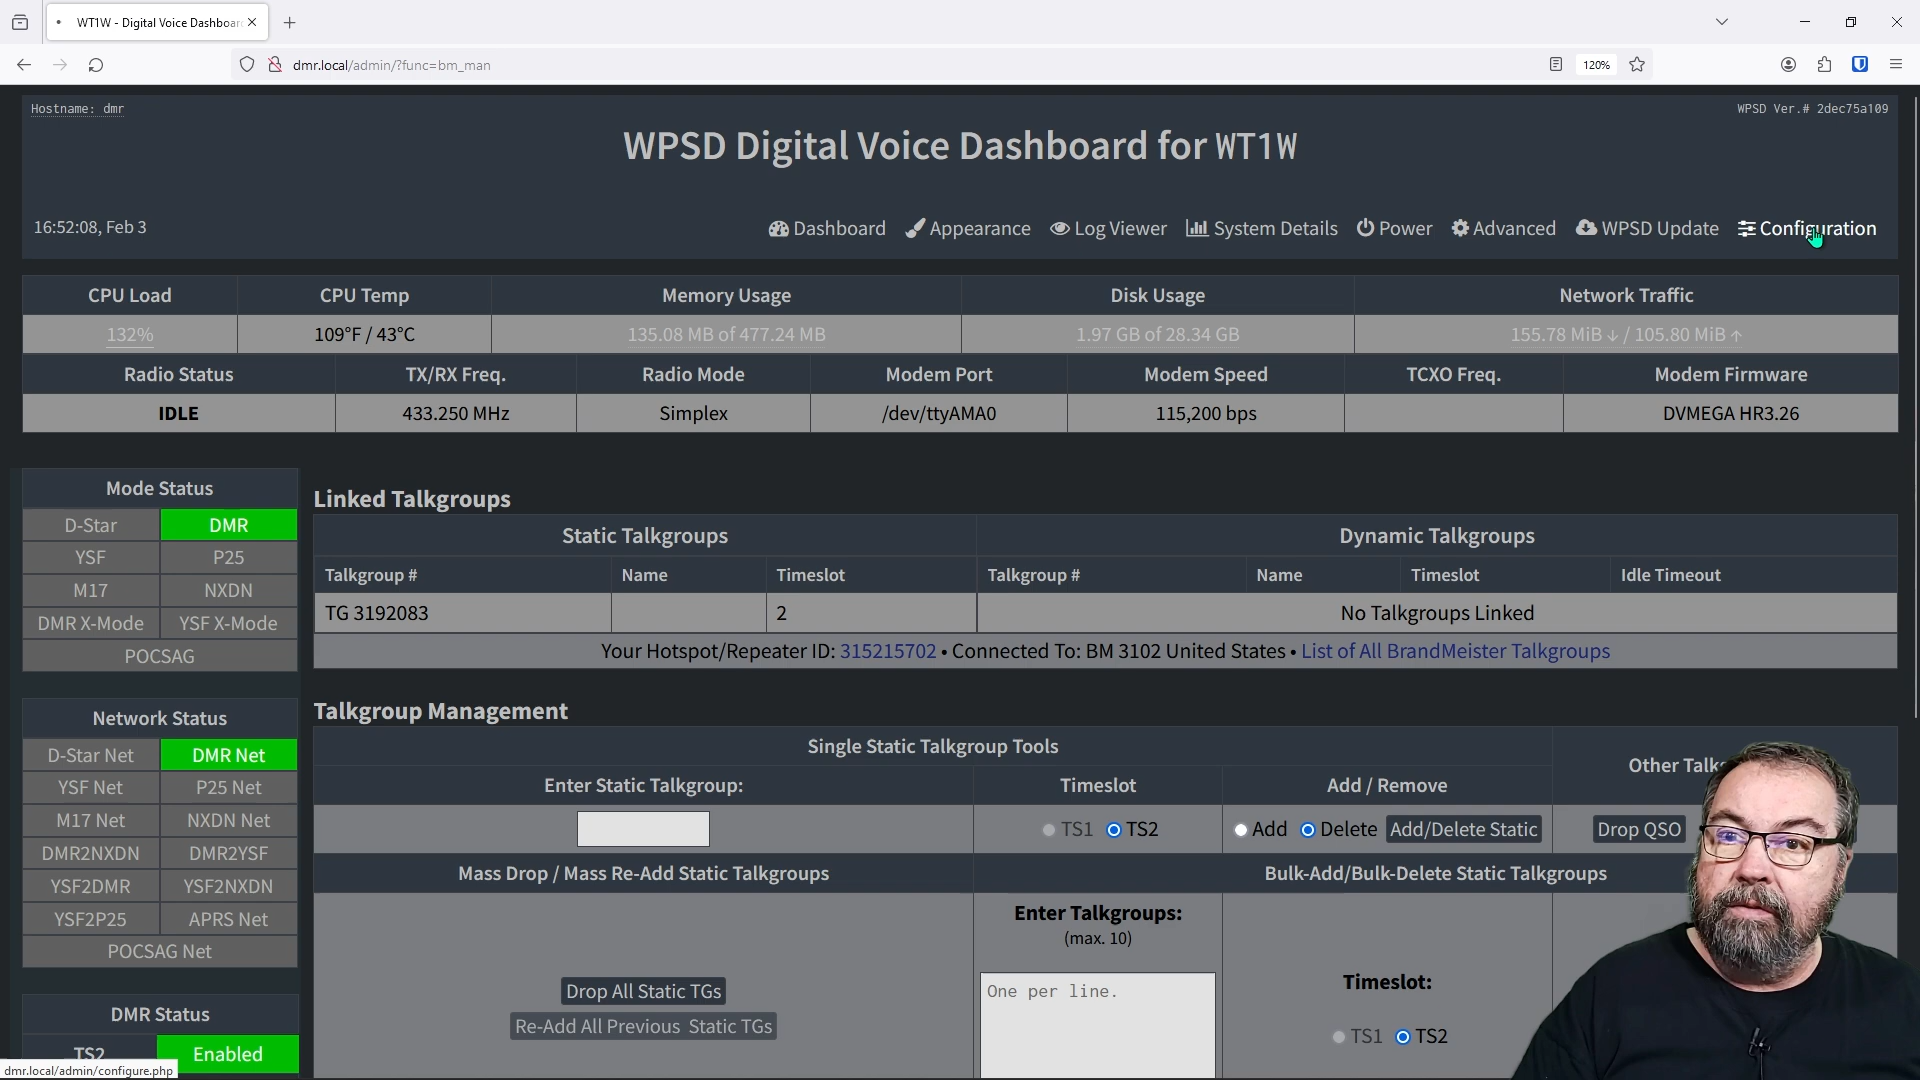 WT1W - Digital Voice Dashboar
dmr.local/admin/?func=bm_man
120%
Hostname: dmr
WPSD Ver.# 2dec75a109
WPSD Digital Voice Dashboard for WT1W
16:52:08, Feb 3
Dashboard Appearance Log Viewer System Details Power Advanced WPSD Update Configuration
CPU Load CPU Temp Memory Usage Disk Usage Network Traffic
132% 109°F / 43°C 135.08 MB of 477.24 MB 1.97 GB of 28.34 GB 155.78 MiB ↓ / 105.80 MiB ↑
Radio Status TX/RX Freq. Radio Mode Modem Port Modem Speed TCXO Freq. Modem Firmware
IDLE 433.250 MHz Simplex /dev/ttyAMA0 115,200 bps DVMEGA HR3.26
Mode Status
D-Star DMR
YSF P25
M17 NXDN
DMR X-Mode YSF X-Mode
POCSAG
Network Status
D-Star Net DMR Net
YSF Net P25 Net
M17 Net NXDN Net
DMR2NXDN DMR2YSF
YSF2DMR YSF2NXDN
YSF2P25 APRS Net
POCSAG Net
DMR Status
TS2 Enabled
Linked Talkgroups
Static Talkgroups Dynamic Talkgroups
Talkgroup # Name Timeslot Talkgroup # Name Timeslot Idle Timeout
TG 3192083 2 No Talkgroups Linked
Your Hotspot/Repeater ID: 315215702 • Connected To: BM 3102 United States • List of All BrandMeister Talkgroups
Talkgroup Management
Single Static Talkgroup Tools
Other Talk
Enter Static Talkgroup: Timeslot Add / Remove
TS1 TS2 Add Delete Add/Delete Static Drop QSO
Mass Drop / Mass Re-Add Static Talkgroups Bulk-Add/Bulk-Delete Static Talkgroups
Enter Talkgroups:
(max. 10)
Drop All Static TGs
Re-Add All Previous Static TGs
One per line.
Timeslot:
TS1 TS2
dmr.local/admin/configure.php